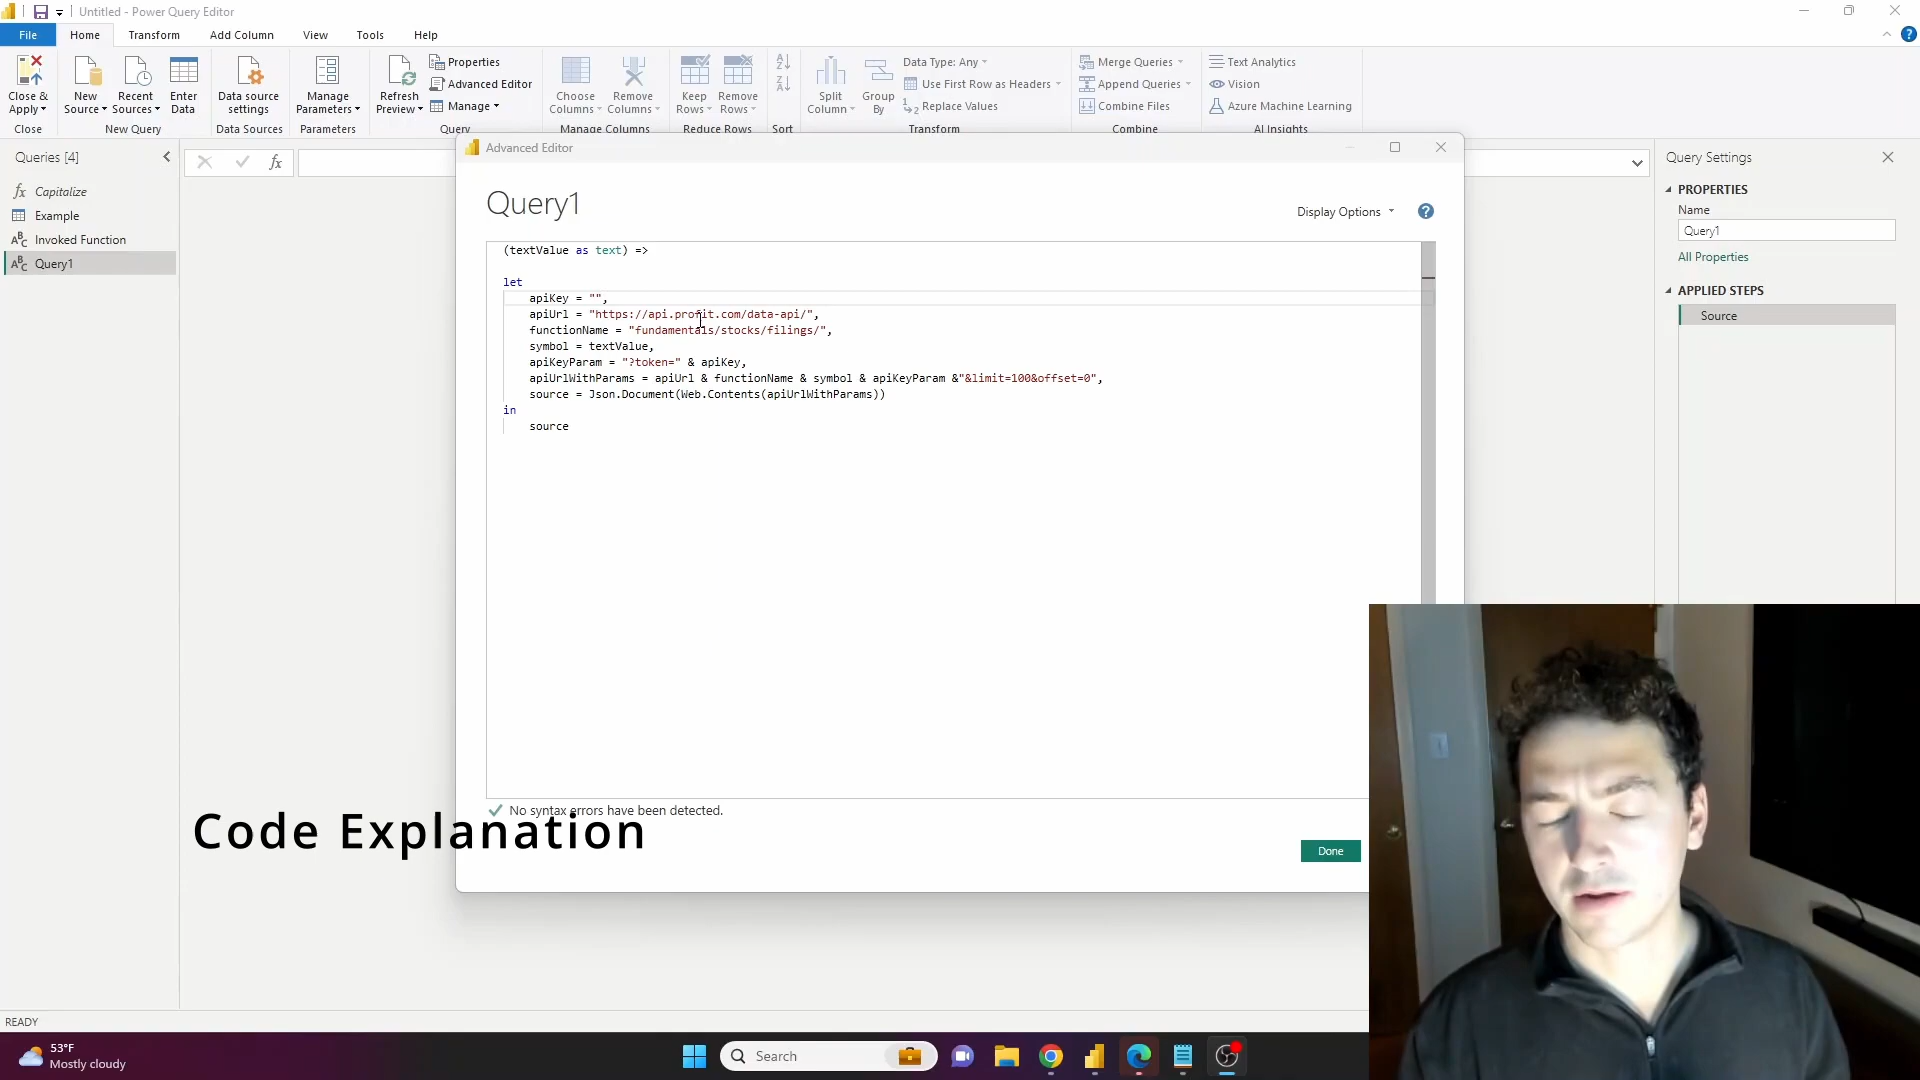 Untitled - Power Query Editor
File Home Transform Add Column View Tools Help
Close & Apply
New Source
Recent Sources
Enter Data
Data source settings
Manage Parameters
Refresh Preview
Properties
Advanced Editor
Manage
Choose Columns
Remove Columns
Keep Rows
Remove Rows
Split Column
Group By
Data Type: Any
Use First Row as Headers
Replace Values
Merge Queries
Append Queries
Combine Files
Text Analytics
Vision
Azure Machine Learning
Close New Query Data Sources Parameters Query Manage Columns Reduce Rows Sort Transform Combine AI Insights
Queries [4]
fx Capitalize
Example
Invoked Function
Query1
fx
Advanced Editor
Query1
Display Options
(textValue as text) =>
let
apiKey = "",
apiUrl = "https://api.profit.com/data-api/",
functionName = "fundamentals/stocks/filings/",
symbol = textValue,
apiKeyParam = "?token=" & apiKey,
apiUrlWithParams = apiUrl & functionName & symbol & apiKeyParam &"&limit=100&offset=0",
source = Json.Document(Web.Contents(apiUrlWithParams))
in
source
No syntax errors have been detected.
Done
Query Settings
PROPERTIES
Name
Query1
All Properties
APPLIED STEPS
Source
Code Explanation
READY
53°F
Mostly cloudy
Search